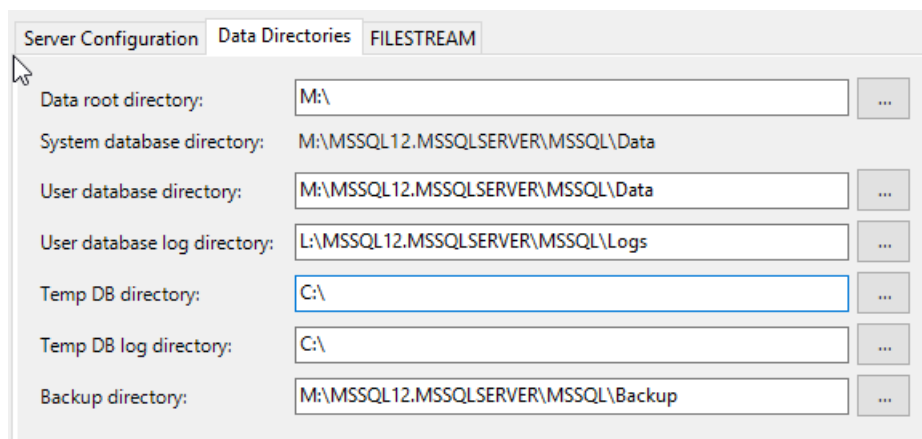 Server Configuration Data Directories FILESTREAM
Data root directory: M:\ ...
System database directory: M:\MSSQL12.MSSQLSERVER\MSSQL\Data
User database directory: M:\MSSQL12.MSSQLSERVER\MSSQL\Data ...
User database log directory: L:\MSSQL12.MSSQLSERVER\MSSQL\Logs ...
Temp DB directory: C:\ ...
Temp DB log directory: C:\ ...
Backup directory: M:\MSSQL12.MSSQLSERVER\MSSQL\Backup ...